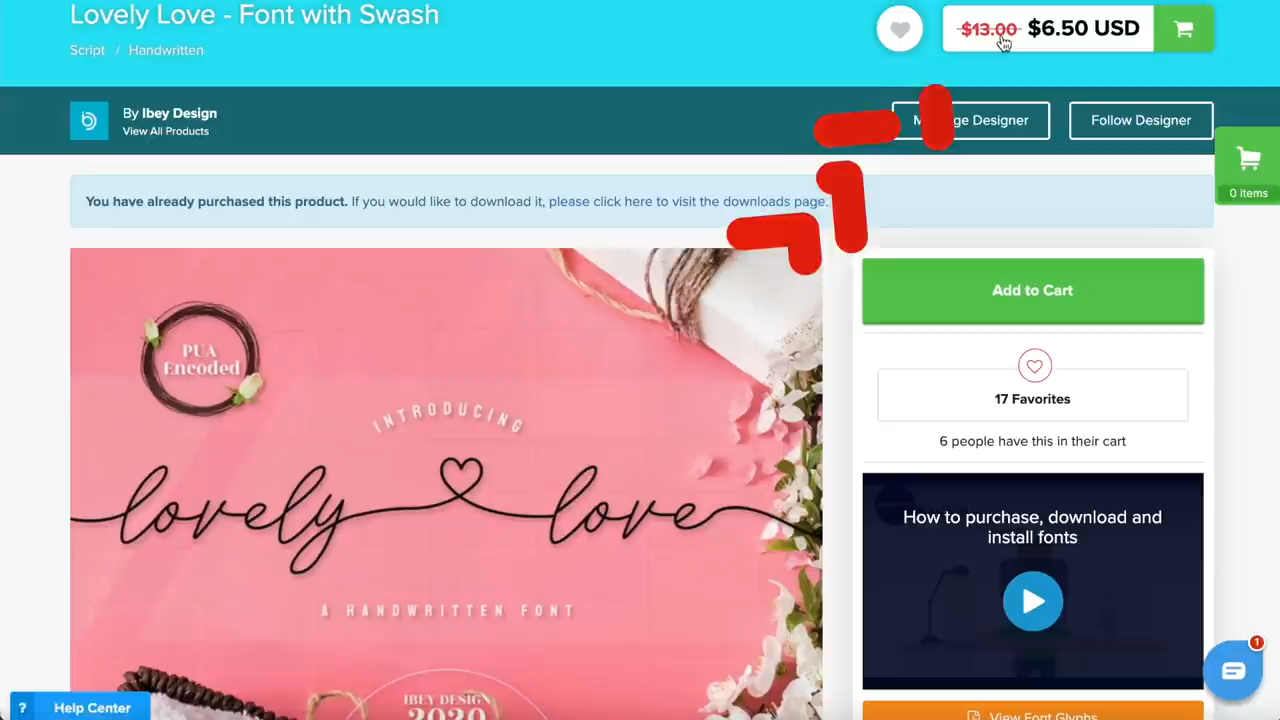 Lovely Love - Font with Swash
$13.00 $6.50 USD
Script / Handwritten
By Ibey Design
View All Products
Designer
Follow Designer
0 items
You have already purchased this product. If you would like to download it, please click here to visit the downloads page.
Add to Cart
PUA
Encoded
17 Favorites
6 people have this in their cart
INTRODUCING
lovely love
A HANDWRITTEN FONT
How to purchase, download and
install fonts
1
IBEY DESIGN
2020
? Help Center
View Font Glyphs